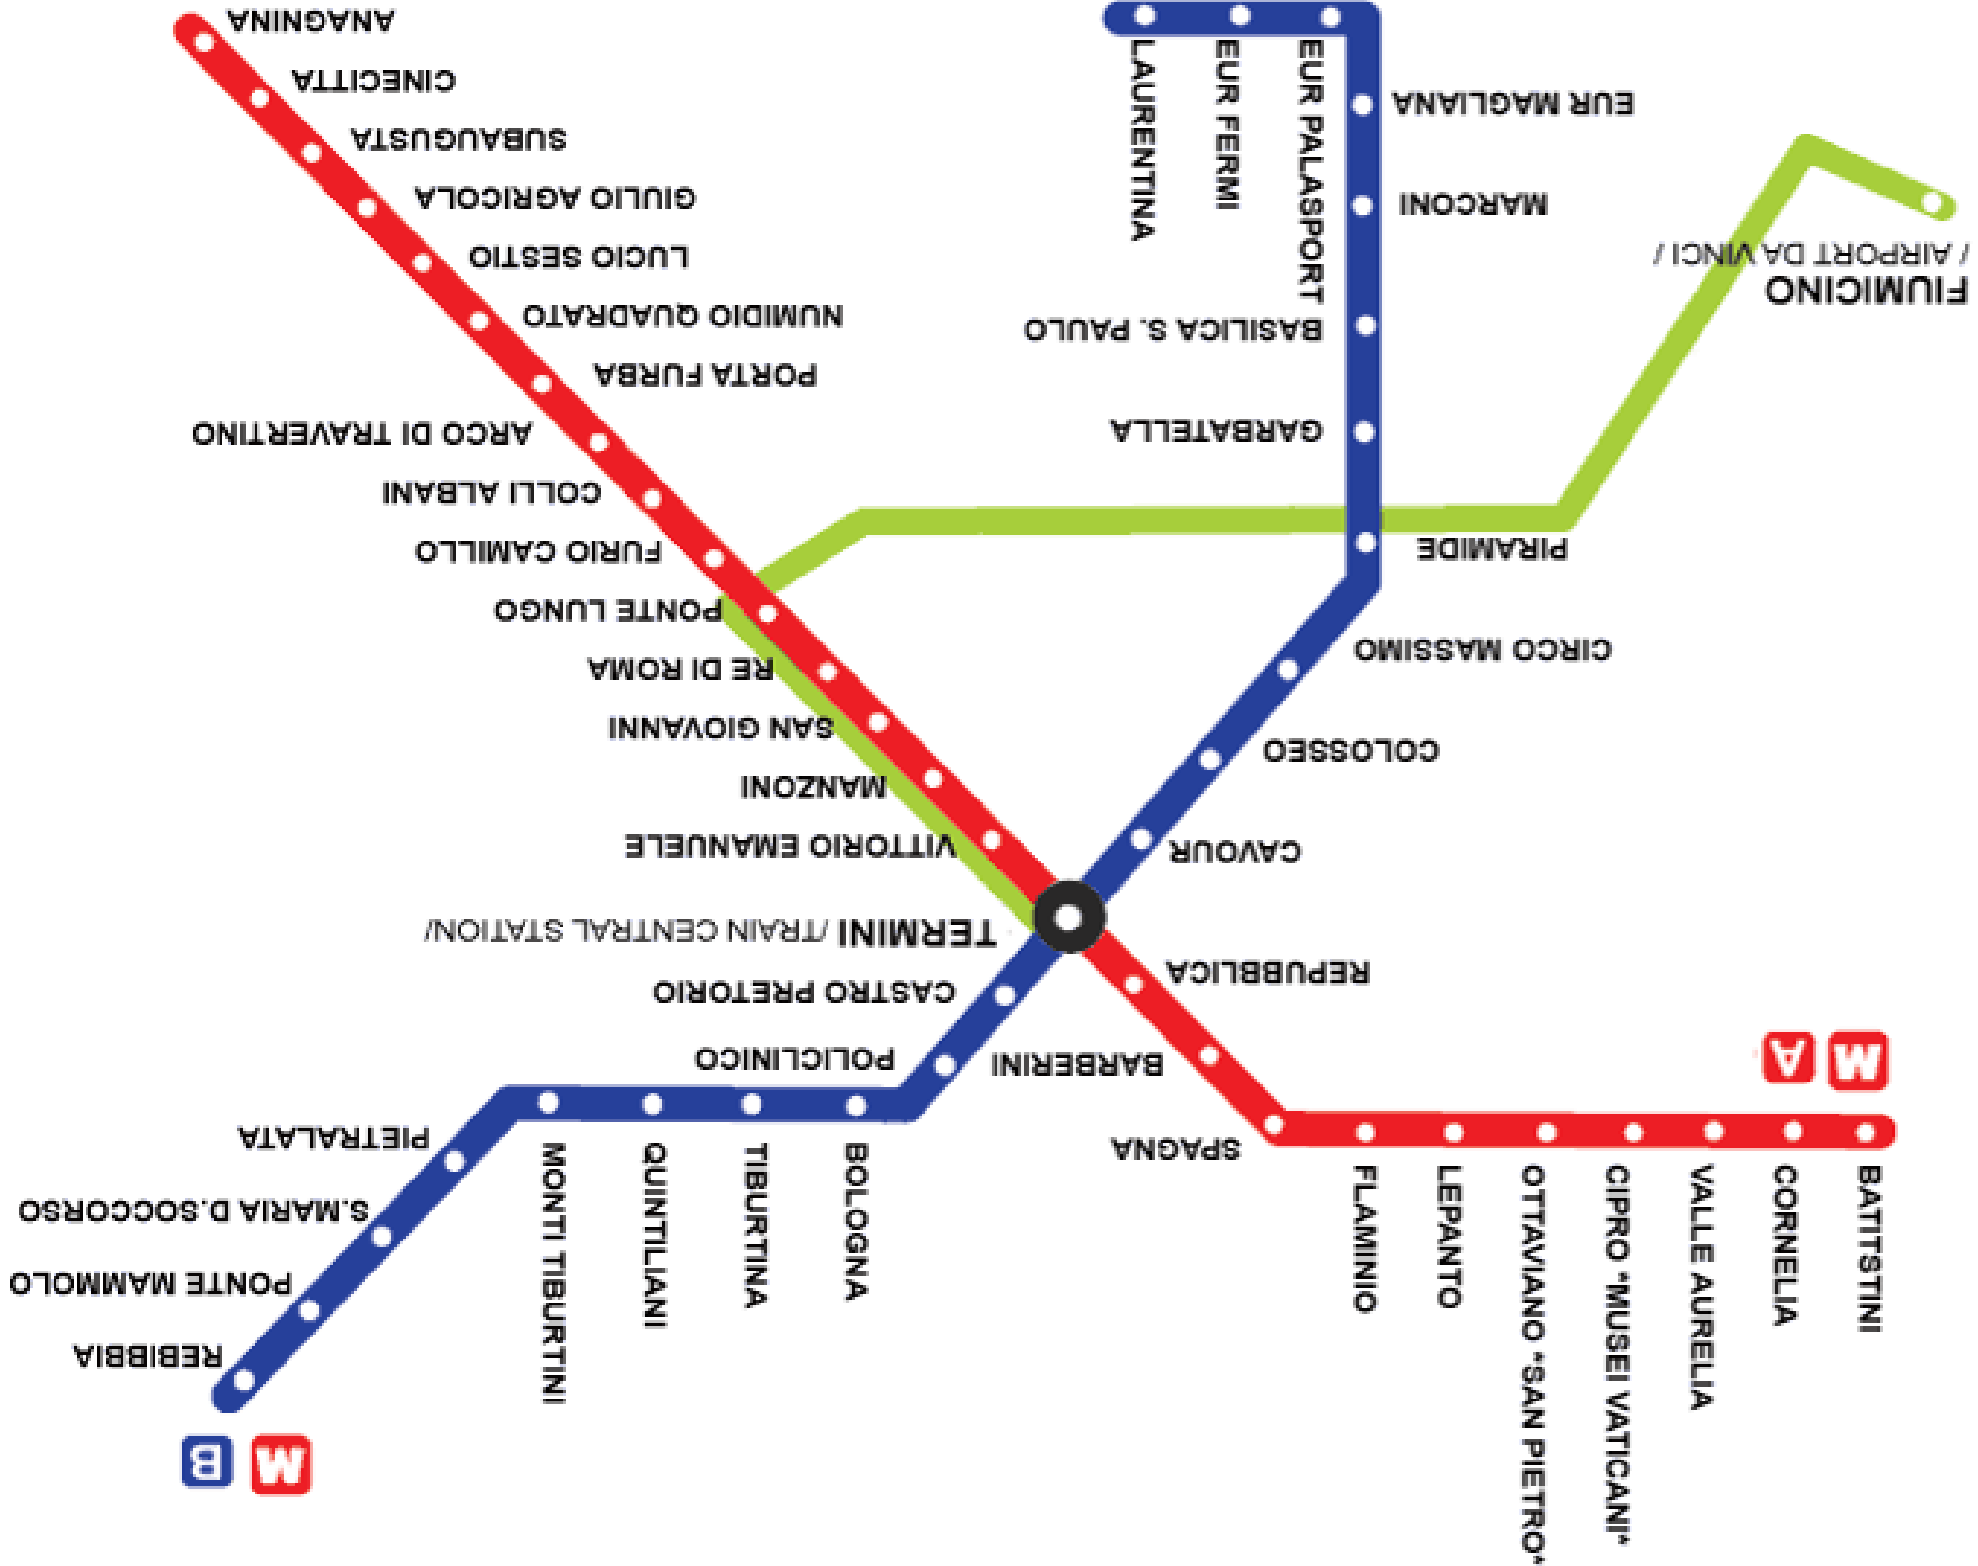 M B
REBIBBIA
PONTE MAMMOLO
S.MARIA D.SOCCORSO
PIETRALATA
MONTI TIBURTINI
QUINTILIANI
TIBURTINA
BOLOGNA
POLICLINICO
CASTRO PRETORIO
TERMINI /TRAIN CENTRAL STATION/
M A
BATTISTINI
CORNELIA
VALLE AURELIA
CIPRO "MUSEI VATICANI"
OTTAVIANO "SAN PIETRO"
LEPANTO
FLAMINIO
SPAGNA
BARBERINI
REPUBBLICA
VITTORIO EMANUELE
MANZONI
SAN GIOVANNI
RE DI ROMA
PONTE LUNGO
FURIO CAMILLO
COLLI ALBANI
ARCO DI TRAVERTINO
PORTA FURBA
NUMIDIO QUADRATO
LUCIO SESTIO
GIULIO AGRICOLA
SUBAUGUSTA
CINECITTA
ANAGNINA
CAVOUR
COLOSSEO
CIRCO MASSIMO
PIRAMIDE
GARBATELLA
BASILICA S. PAULO
MARCONI
EUR MAGLIANA
EUR PALASPORT
EUR FERMI
LAURENTINA
FIUMICINO
/ AIRPORT DA VINCI /